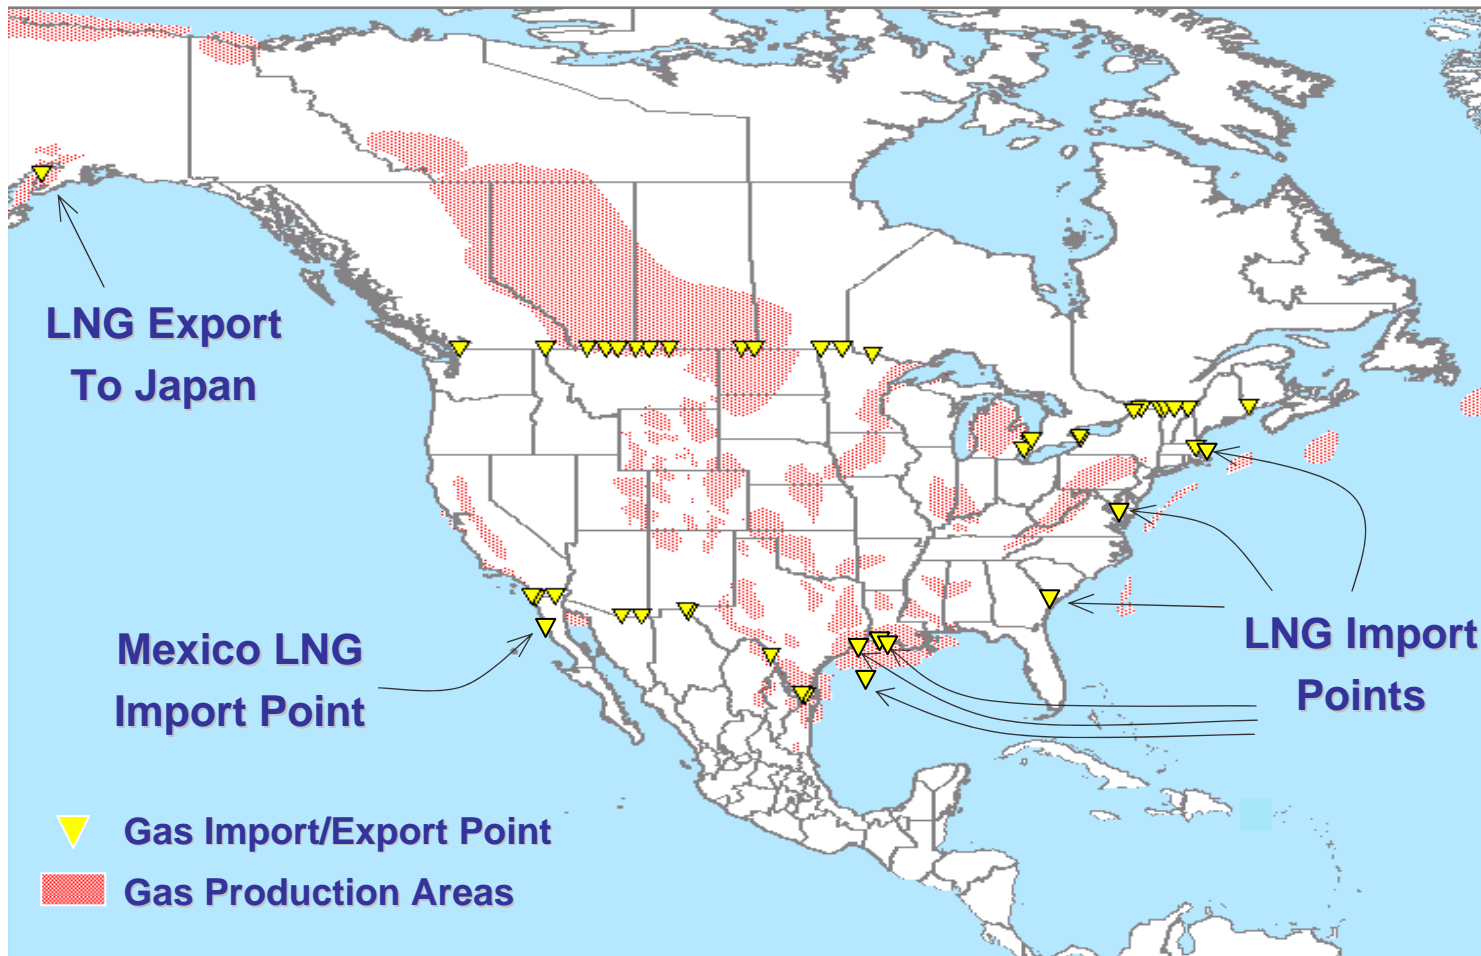 LNG Export
To Japan
Mexico LNG
Import Point
LNG Import
Points
Gas Import/Export Point
Gas Production Areas